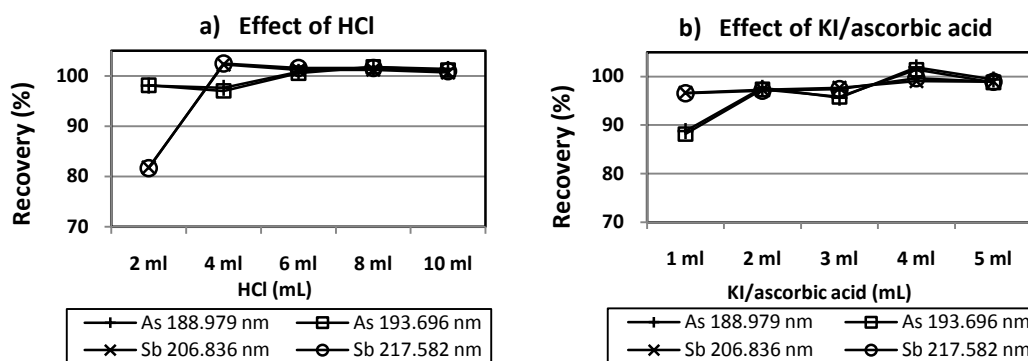 a) Effect of HCl
Recovery (%)
100
90
80
70
2 ml 4 ml 6 ml 8 ml 10 ml
HCl (mL)
As 188.979 nm As 193.696 nm
Sb 206.836 nm Sb 217.582 nm
b) Effect of KI/ascorbic acid
Recovery (%)
100
90
80
70
1 ml 2 ml 3 ml 4 ml 5 ml
KI/ascorbic acid (mL)
As 188.979 nm As 193.696 nm
Sb 206.836 nm Sb 217.582 nm